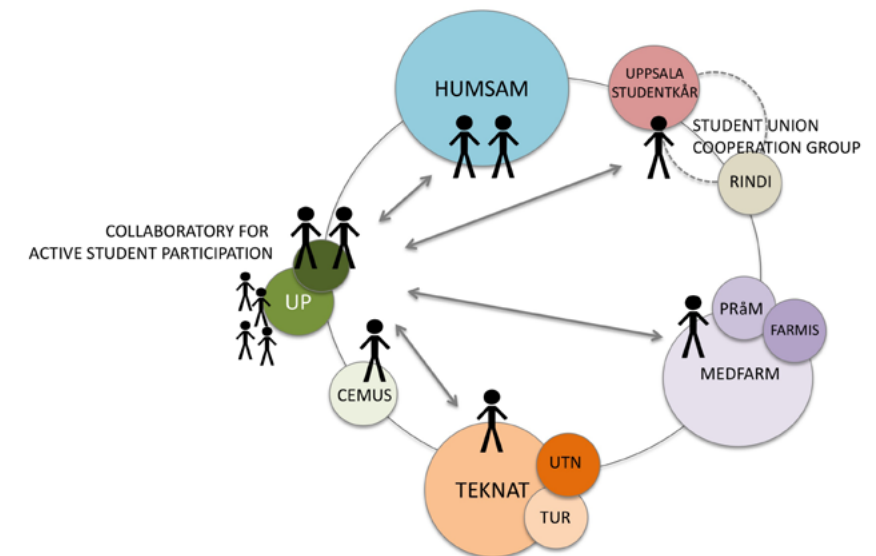 HUMSAM
UPPSALA
STUDENTKÅR
STUDENT UNION
COOPERATION GROUP
RINDI
COLLABORATORY FOR
ACTIVE STUDENT PARTICIPATION
UP
PRåM
FARMIS
MEDFARM
CEMUS
TEKNAT
UTN
TUR